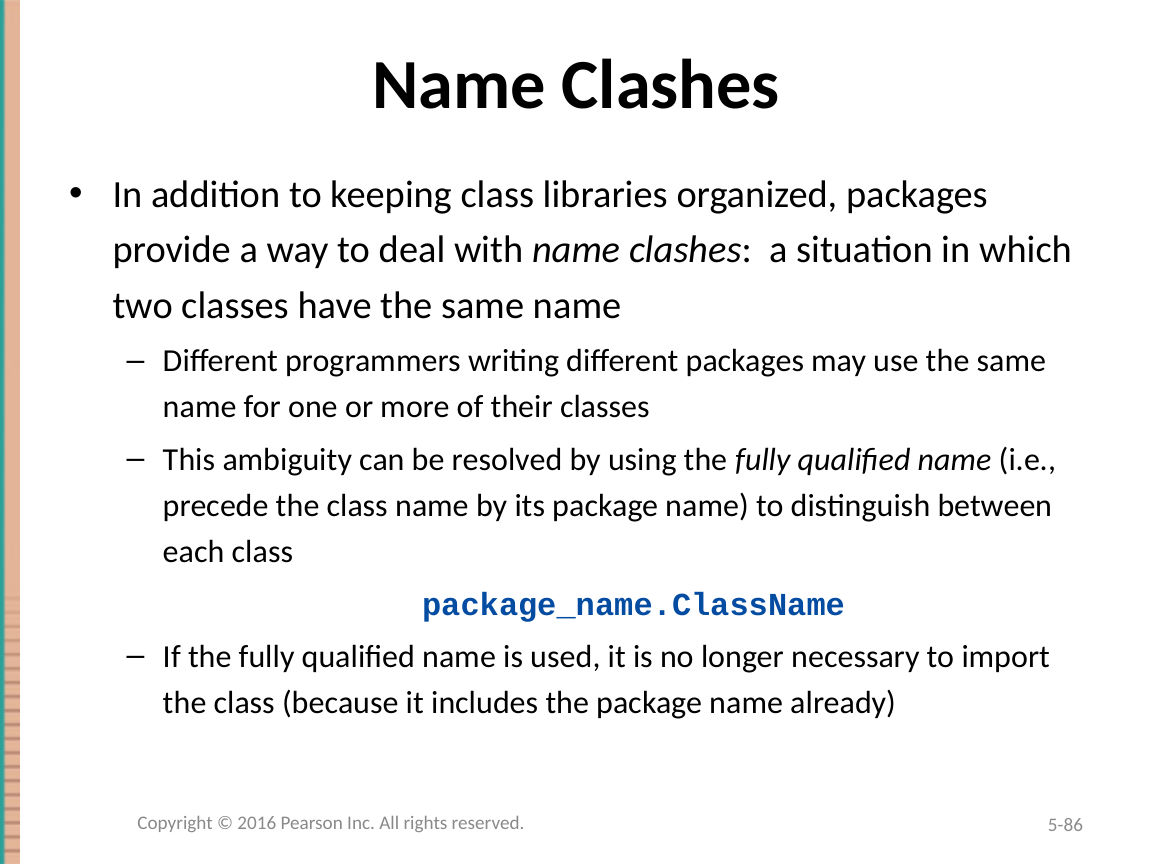 Name Clashes
• In addition to keeping class libraries organized, packages
provide a way to deal with name clashes:  a situation in which
two classes have the same name
– Different programmers writing different packages may use the same
name for one or more of their classes
– This ambiguity can be resolved by using the fully qualified name (i.e.,
precede the class name by its package name) to distinguish between
each class
package_name.ClassName
– If the fully qualified name is used, it is no longer necessary to import
the class (because it includes the package name already)
Copyright © 2016 Pearson Inc. All rights reserved.
5-86